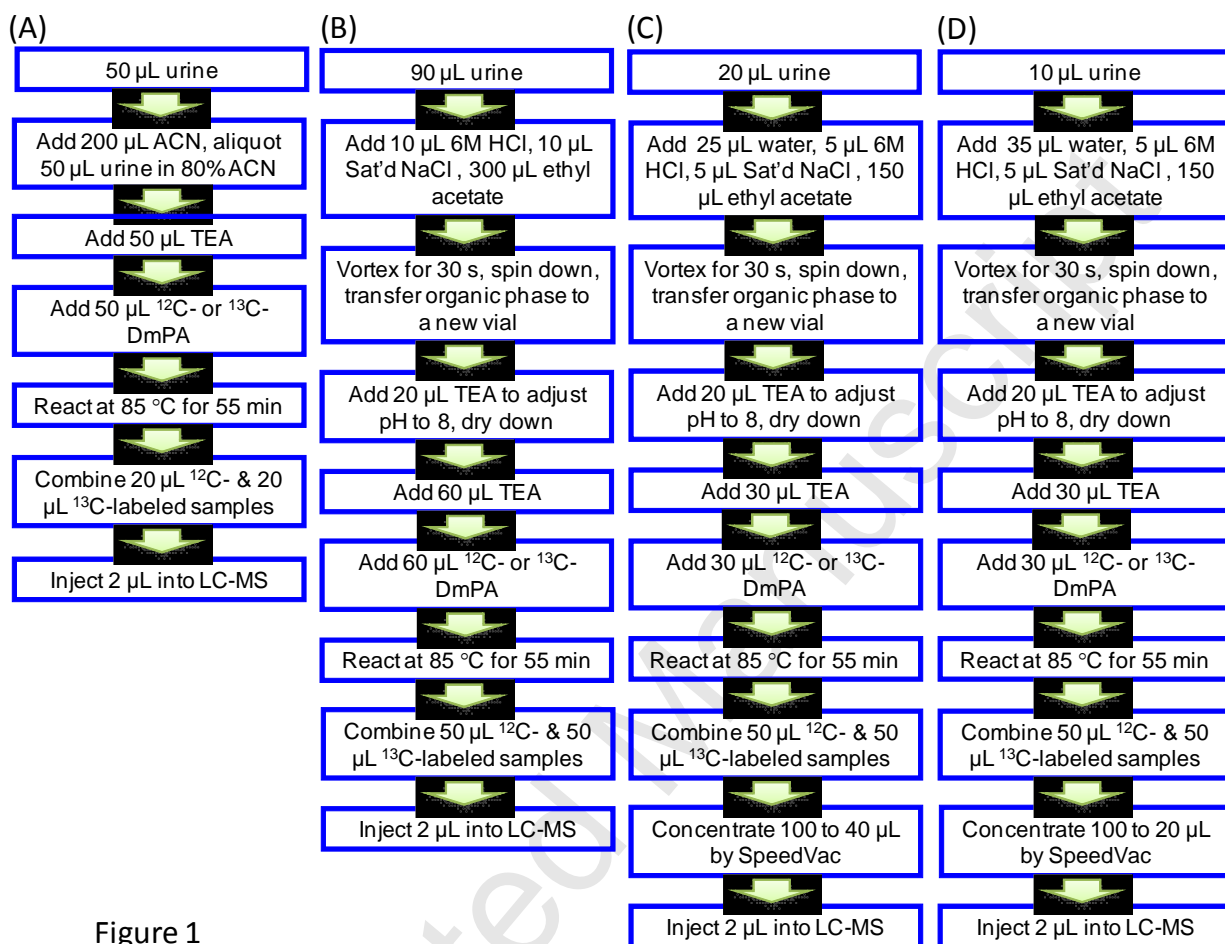 (A)
50 µL urine
Add 200 µL ACN, aliquot
50 µL urine in 80% ACN
Add 50 µL TEA
Add 50 µL ¹²C- or ¹³C-
DmPA
React at 85 °C for 55 min
Combine 20 µL ¹²C- & 20
µL ¹³C-labeled samples
Inject 2 µL into LC-MS
(B)
90 µL urine
Add 10 µL 6M HCl, 10 µL
Sat'd NaCl , 300 µL ethyl
acetate
Vortex for 30 s, spin down,
transfer organic phase to
a new vial
Add 20 µL TEA to adjust
pH to 8, dry down
Add 60 µL TEA
Add 60 µL ¹²C- or ¹³C-
DmPA
React at 85 °C for 55 min
Combine 50 µL ¹²C- & 50
µL ¹³C-labeled samples
Inject 2 µL into LC-MS
(C)
20 µL urine
Add 25 µL water, 5 µL 6M
HCl, 5 µL Sat'd NaCl , 150
µL ethyl acetate
Vortex for 30 s, spin down,
transfer organic phase to
a new vial
Add 20 µL TEA to adjust
pH to 8, dry down
Add 30 µL TEA
Add 30 µL ¹²C- or ¹³C-
DmPA
React at 85 °C for 55 min
Combine 50 µL ¹²C- & 50
µL ¹³C-labeled samples
Concentrate 100 to 40 µL
by SpeedVac
Inject 2 µL into LC-MS
(D)
10 µL urine
Add 35 µL water, 5 µL 6M
HCl, 5 µL Sat'd NaCl , 150
µL ethyl acetate
Vortex for 30 s, spin down,
transfer organic phase to
a new vial
Add 20 µL TEA to adjust
pH to 8, dry down
Add 30 µL TEA
Add 30 µL ¹²C- or ¹³C-
DmPA
React at 85 °C for 55 min
Combine 50 µL ¹²C- & 50
µL ¹³C-labeled samples
Concentrate 100 to 20 µL
by SpeedVac
Inject 2 µL into LC-MS
Figure 1
ted Manuscript